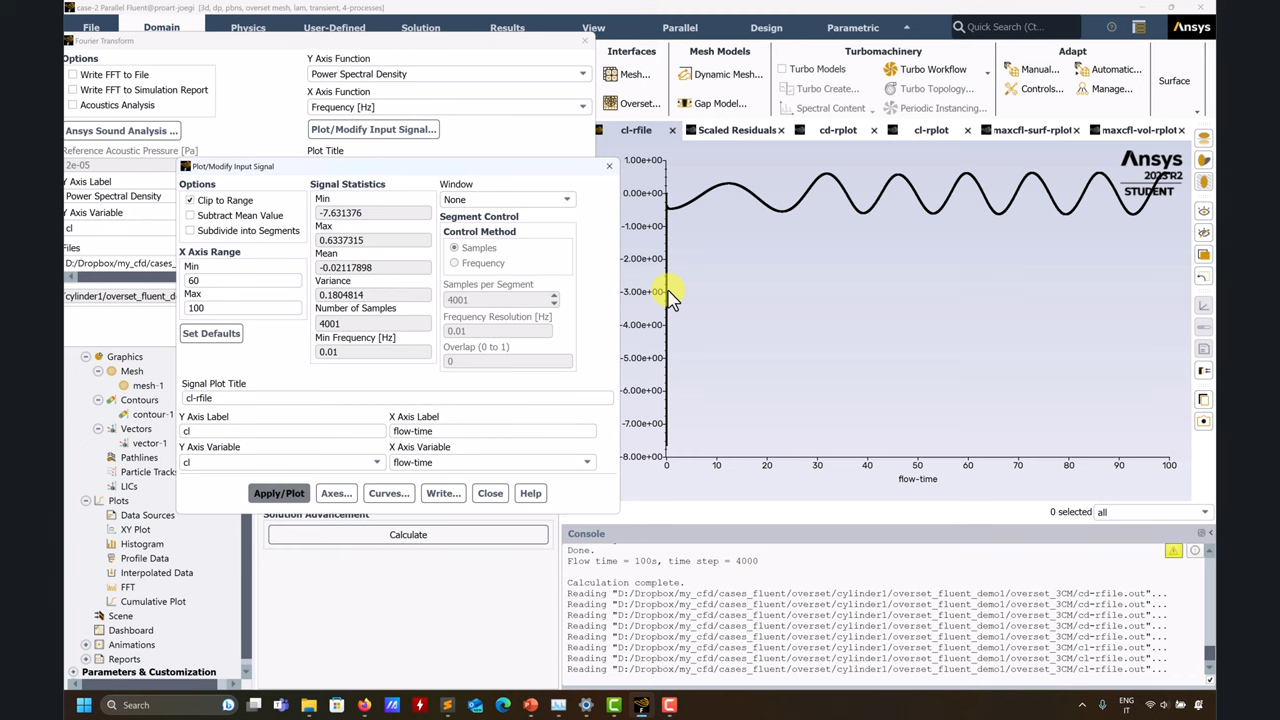 case-2 Parallel Fluent@proart-joegi [3d, dp, pbns, overset mesh, lam, transient, 4-processes]
File Domain Physics User-Defined Solution Results View Parallel Design Parametric Quick Search (Ct... Ansys
Fourier Transform
Options
Write FFT to File
Write FFT to Simulation Report
Acoustics Analysis
Ansys Sound Analysis ...
Reference Acoustic Pressure [Pa]
2e-05
Y Axis Label
Power Spectral Density
Y Axis Variable
cl
Files
D:/Dropbox/my_cfd/cases_
Y Axis Function
Power Spectral Density
X Axis Function
Frequency [Hz]
Plot/Modify Input Signal...
Plot Title
Interfaces
Mesh...
Overset...
Mesh Models
Dynamic Mesh...
Gap Model...
Turbomachinery
Turbo Models
Turbo Workflow
Turbo Create...
Turbo Topology...
Spectral Content
Periodic Instancing...
Adapt
Manual...
Automatic...
Controls...
Manage...
Surface
cl-rfile
Scaled Residuals
cd-rplot
cl-rplot
maxcfl-surf-rplot
maxcfl-vol-rplot
Plot/Modify Input Signal
Options
Clip to Range
Subtract Mean Value
Subdivide into Segments
X Axis Range
Min
60
Max
100
Set Defaults
Signal Statistics
Min
-7.631376
Max
0.6337315
Mean
-0.02117898
Variance
0.1804814
Number of Samples
4001
Min Frequency [Hz]
0.01
Window
None
Segment Control
Control Method
Samples
Frequency
Samples per Segment
4001
Frequency Resolution [Hz]
0.01
Overlap (0 to 1)
0
Signal Plot Title
cl-rfile
Y Axis Label
cl
X Axis Label
flow-time
Y Axis Variable
cl
X Axis Variable
flow-time
Apply/Plot Axes... Curves... Write... Close Help
/cylinder1/overset_fluent_d
Graphics
Mesh
mesh-1
Contours
contour-1
Vectors
vector-1
Pathlines
Particle Tracks
LICs
Plots
Data Sources
XY Plot
Histogram
Profile Data
Interpolated Data
FFT
Cumulative Plot
Scene
Dashboard
Animations
Reports
Parameters & Customization
Solution Advancement
Calculate
Ansys
2023 R2
STUDENT
1.00e+00
0.00e+00
-1.00e+00
-2.00e+00
-3.00e+00
-4.00e+00
-5.00e+00
-6.00e+00
-7.00e+00
-8.00e+00
0 10 20 30 40 50 60 70 80 90 100
flow-time
0 selected all
Console
Done.
Flow time = 100s, time step = 4000
Calculation complete.
Reading "D:/Dropbox/my_cfd/cases_fluent/overset/cylinder1/overset_fluent_demo1/overset_3CM/cd-rfile.out"...
Reading "D:/Dropbox/my_cfd/cases_fluent/overset/cylinder1/overset_fluent_demo1/overset_3CM/cl-rfile.out"...
Reading "D:/Dropbox/my_cfd/cases_fluent/overset/cylinder1/overset_fluent_demo1/overset_3CM/cl-rfile.out"...
Reading "D:/Dropbox/my_cfd/cases_fluent/overset/cylinder1/overset_fluent_demo1/overset_3CM/cd-rfile.out"...
Reading "D:/Dropbox/my_cfd/cases_fluent/overset/cylinder1/overset_fluent_demo1/overset_3CM/cd-rfile.out"...
Reading "D:/Dropbox/my_cfd/cases_fluent/overset/cylinder1/overset_fluent_demo1/overset_3CM/cl-rfile.out"...
Reading "D:/Dropbox/my_cfd/cases_fluent/overset/cylinder1/overset_fluent_demo1/overset_3CM/cl-rfile.out"...
Reading "D:/Dropbox/my_cfd/cases_fluent/overset/cylinder1/overset_fluent_demo1/overset_3CM/cl-rfile.out"...
Search
ENG
IT